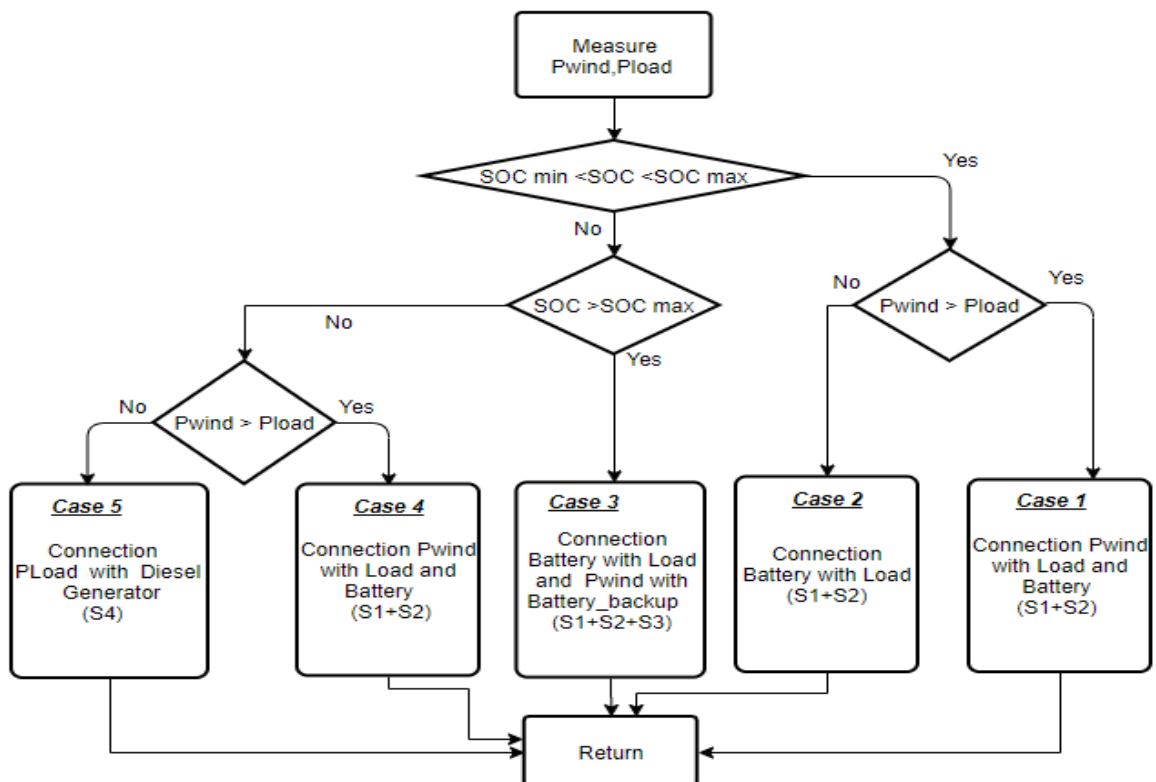 Measure
Pwind,Pload
SOC min <SOC <SOC max
Yes
No
SOC >SOC max
No
Yes
Pwind > Pload
No
Yes
Pwind > Pload
No
Yes
Case 5
Connection
PLoad with Diesel
Generator
(S4)
Case 4
Connection Pwind
with Load and
Battery
(S1+S2)
Case 3
Connection
Battery with Load
and Pwind with
Battery_backup
(S1+S2+S3)
Case 2
Connection
Battery with Load
(S1+S2)
Case 1
Connection Pwind
with Load and
Battery
(S1+S2)
Return